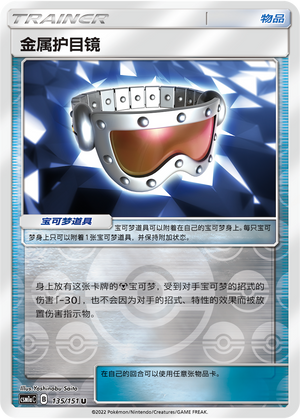 TRAINER
物品
金属护目镜
宝可梦道具
宝可梦道具可以附着在自己的宝可梦身上。每只宝可
梦身上只可以附着1张宝可梦道具，并保持附加状态。
身上放有这张卡牌的宝可梦，受到对手宝可梦的招式的
伤害「-30」，也不会因为对手的招式、特性的效果而被放
置伤害指示物。
Illus. Yoshinobu Saito
在自己的回合可以使用任意张物品卡。
135/151 U
©2022 Pokémon/Nintendo/Creatures/GAME FREAK.